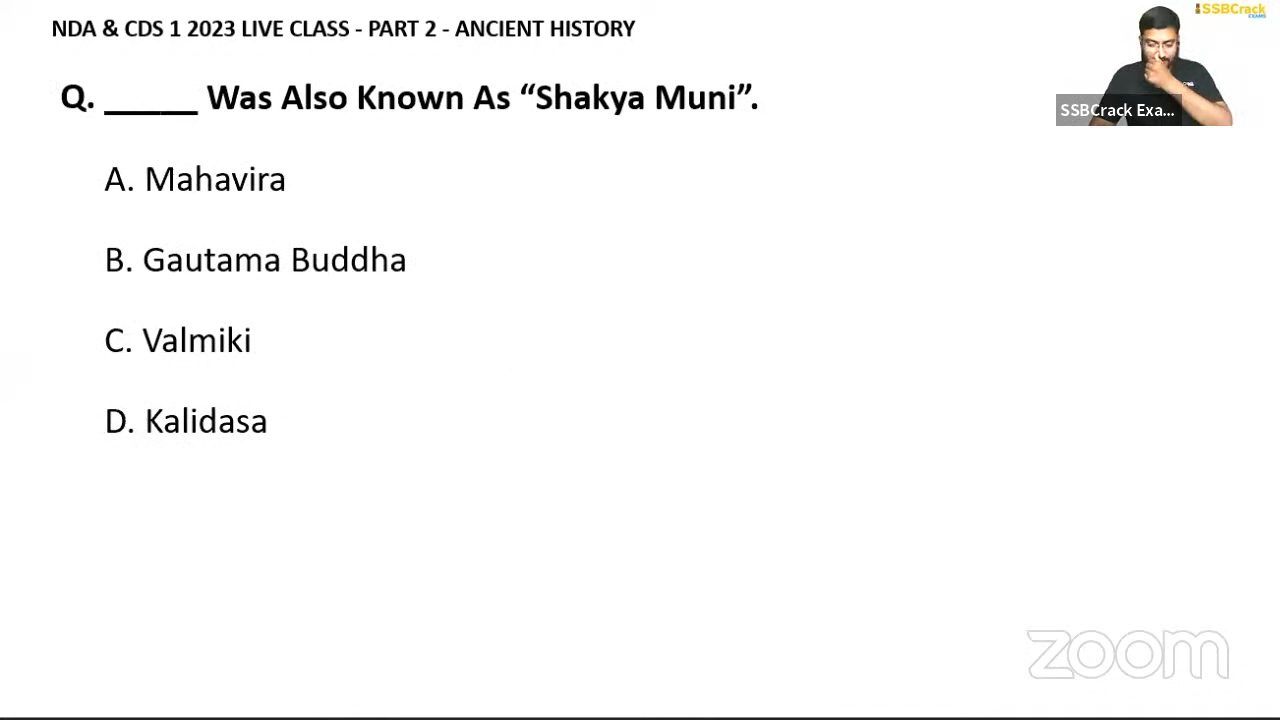 NDA & CDS 1 2023 LIVE CLASS - PART 2 - ANCIENT HISTORY
SSBCrack
EXAMS
Q. _____ Was Also Known As “Shakya Muni”.
SSBCrack Exa...
A. Mahavira
B. Gautama Buddha
C. Valmiki
D. Kalidasa
zoom